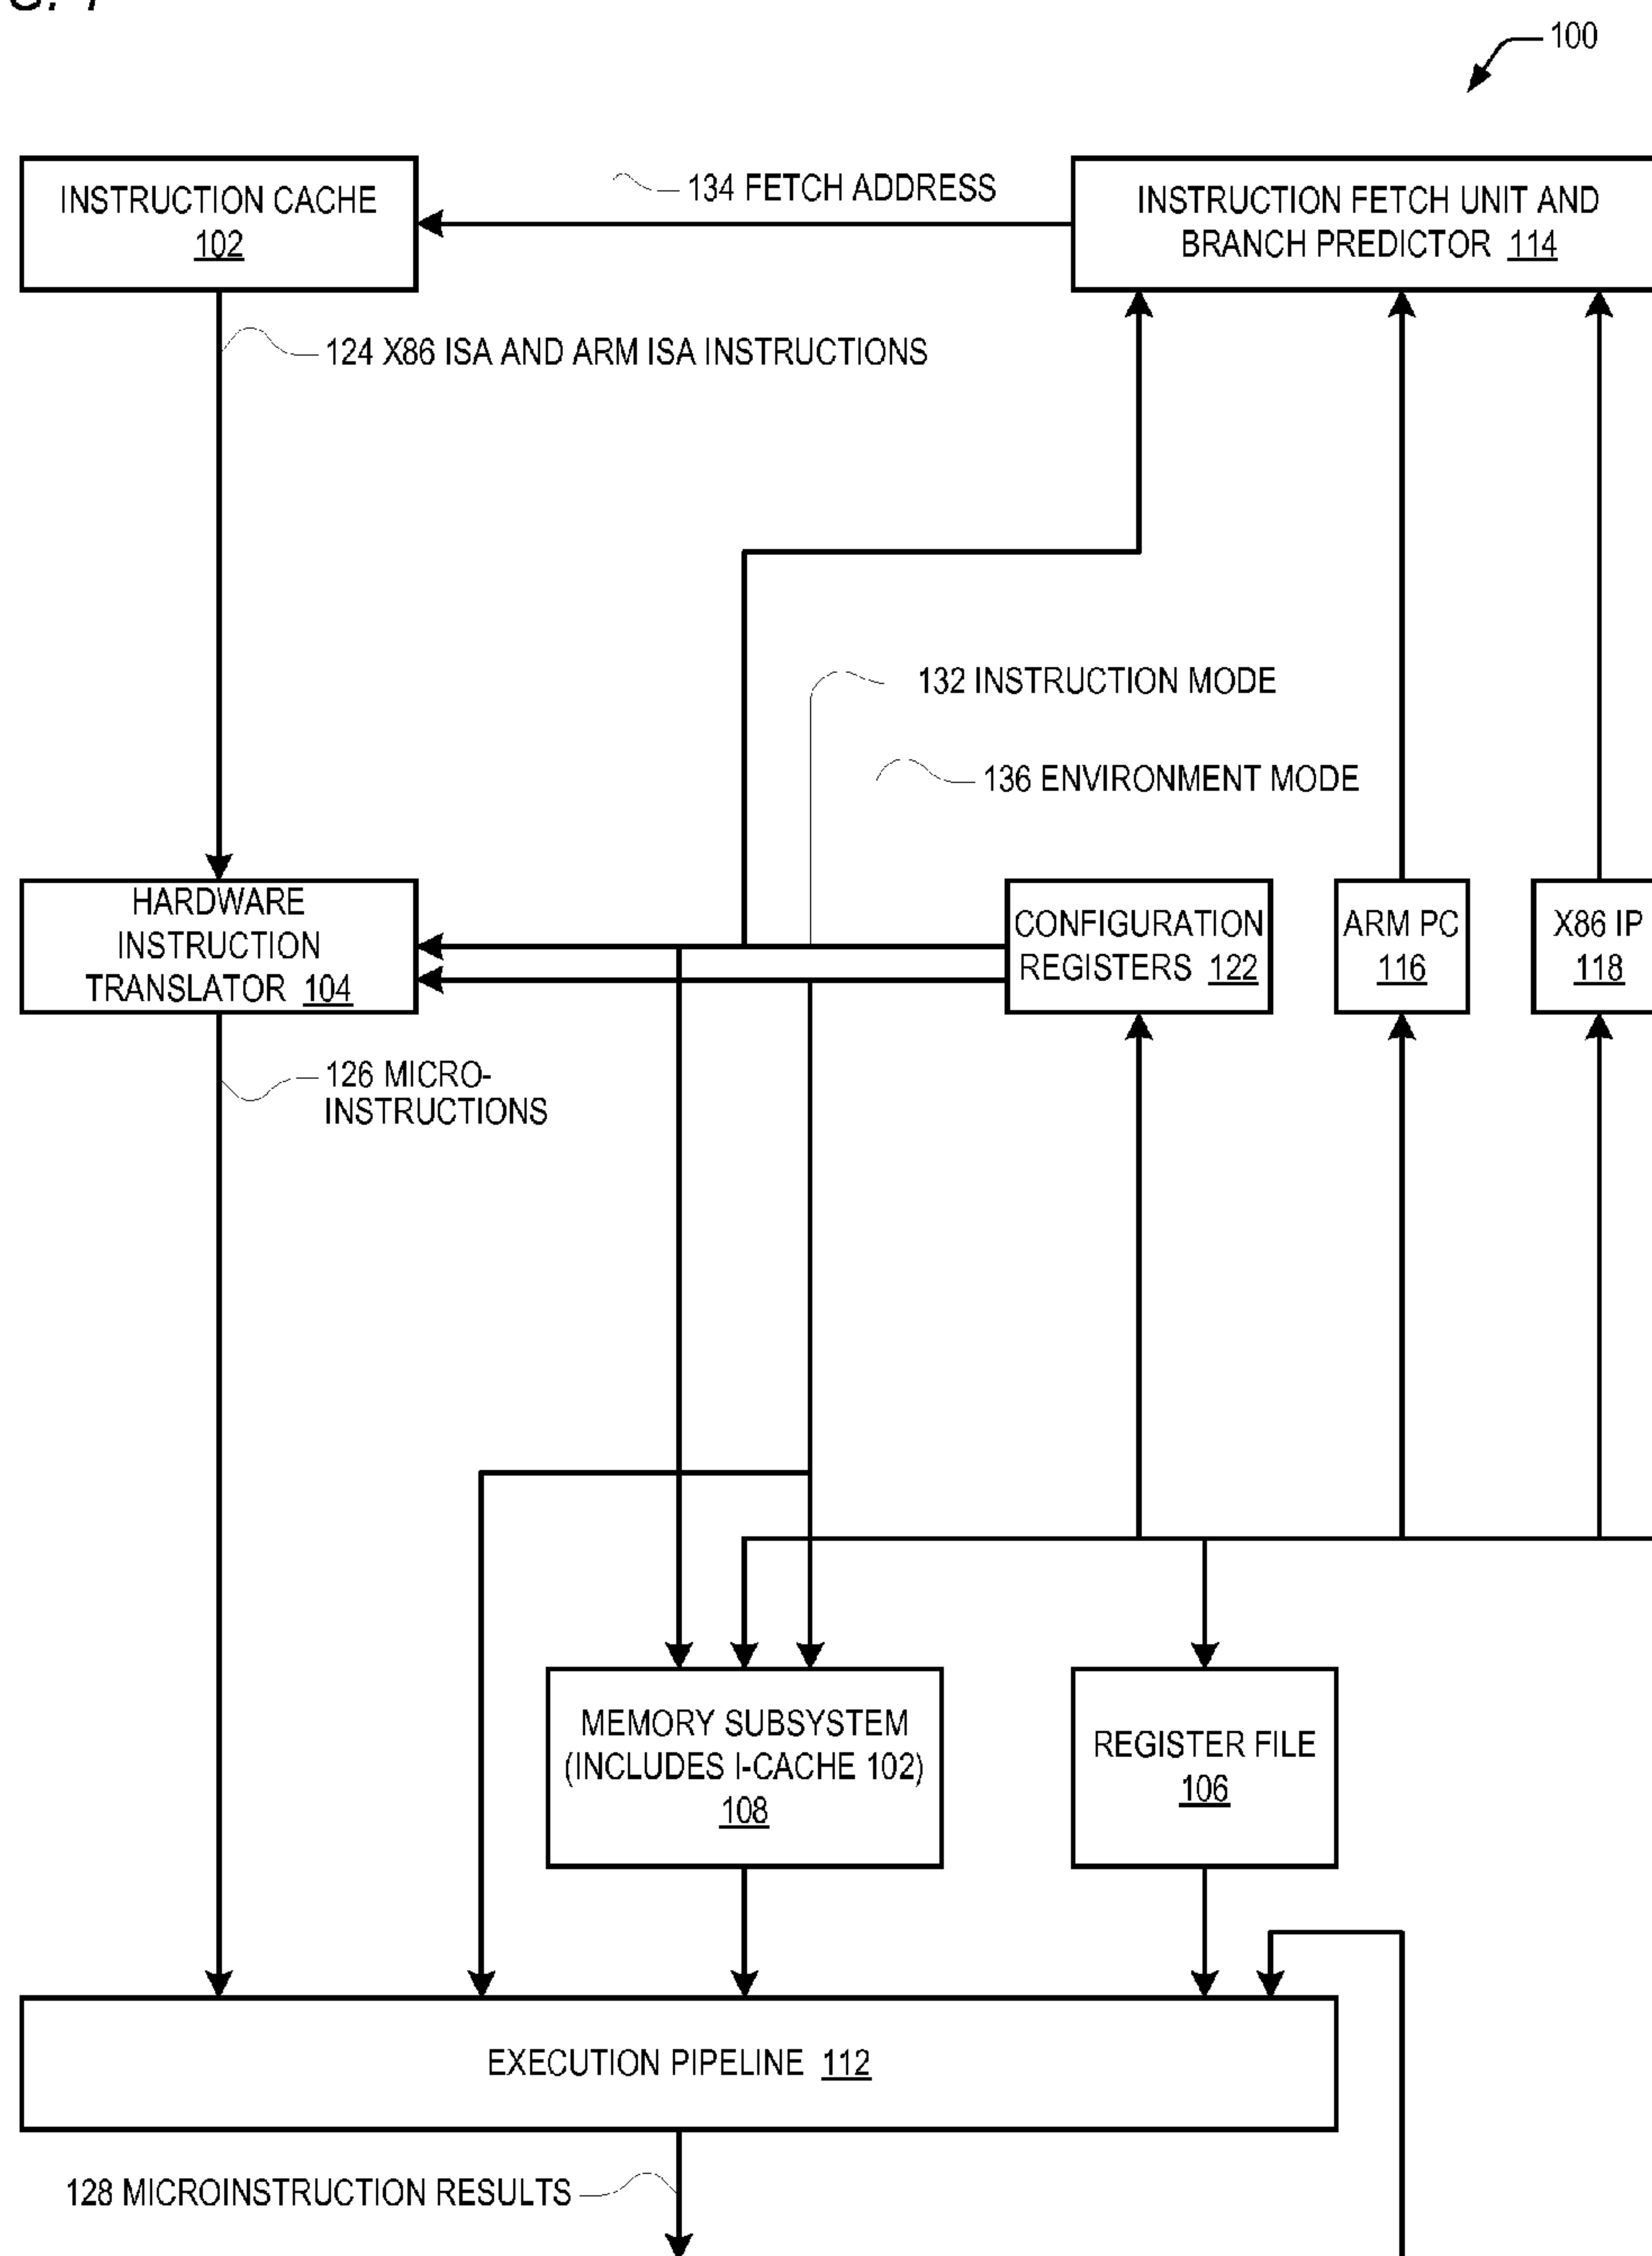 100
INSTRUCTION CACHE
102
134 FETCH ADDRESS
INSTRUCTION FETCH UNIT AND
BRANCH PREDICTOR 114
124 X86 ISA AND ARM ISA INSTRUCTIONS
132 INSTRUCTION MODE
136 ENVIRONMENT MODE
HARDWARE
INSTRUCTION
TRANSLATOR 104
CONFIGURATION
REGISTERS 122
ARM PC
116
X86 IP
118
126 MICRO-
INSTRUCTIONS
MEMORY SUBSYSTEM
(INCLUDES I-CACHE 102)
108
REGISTER FILE
106
EXECUTION PIPELINE 112
128 MICROINSTRUCTION RESULTS